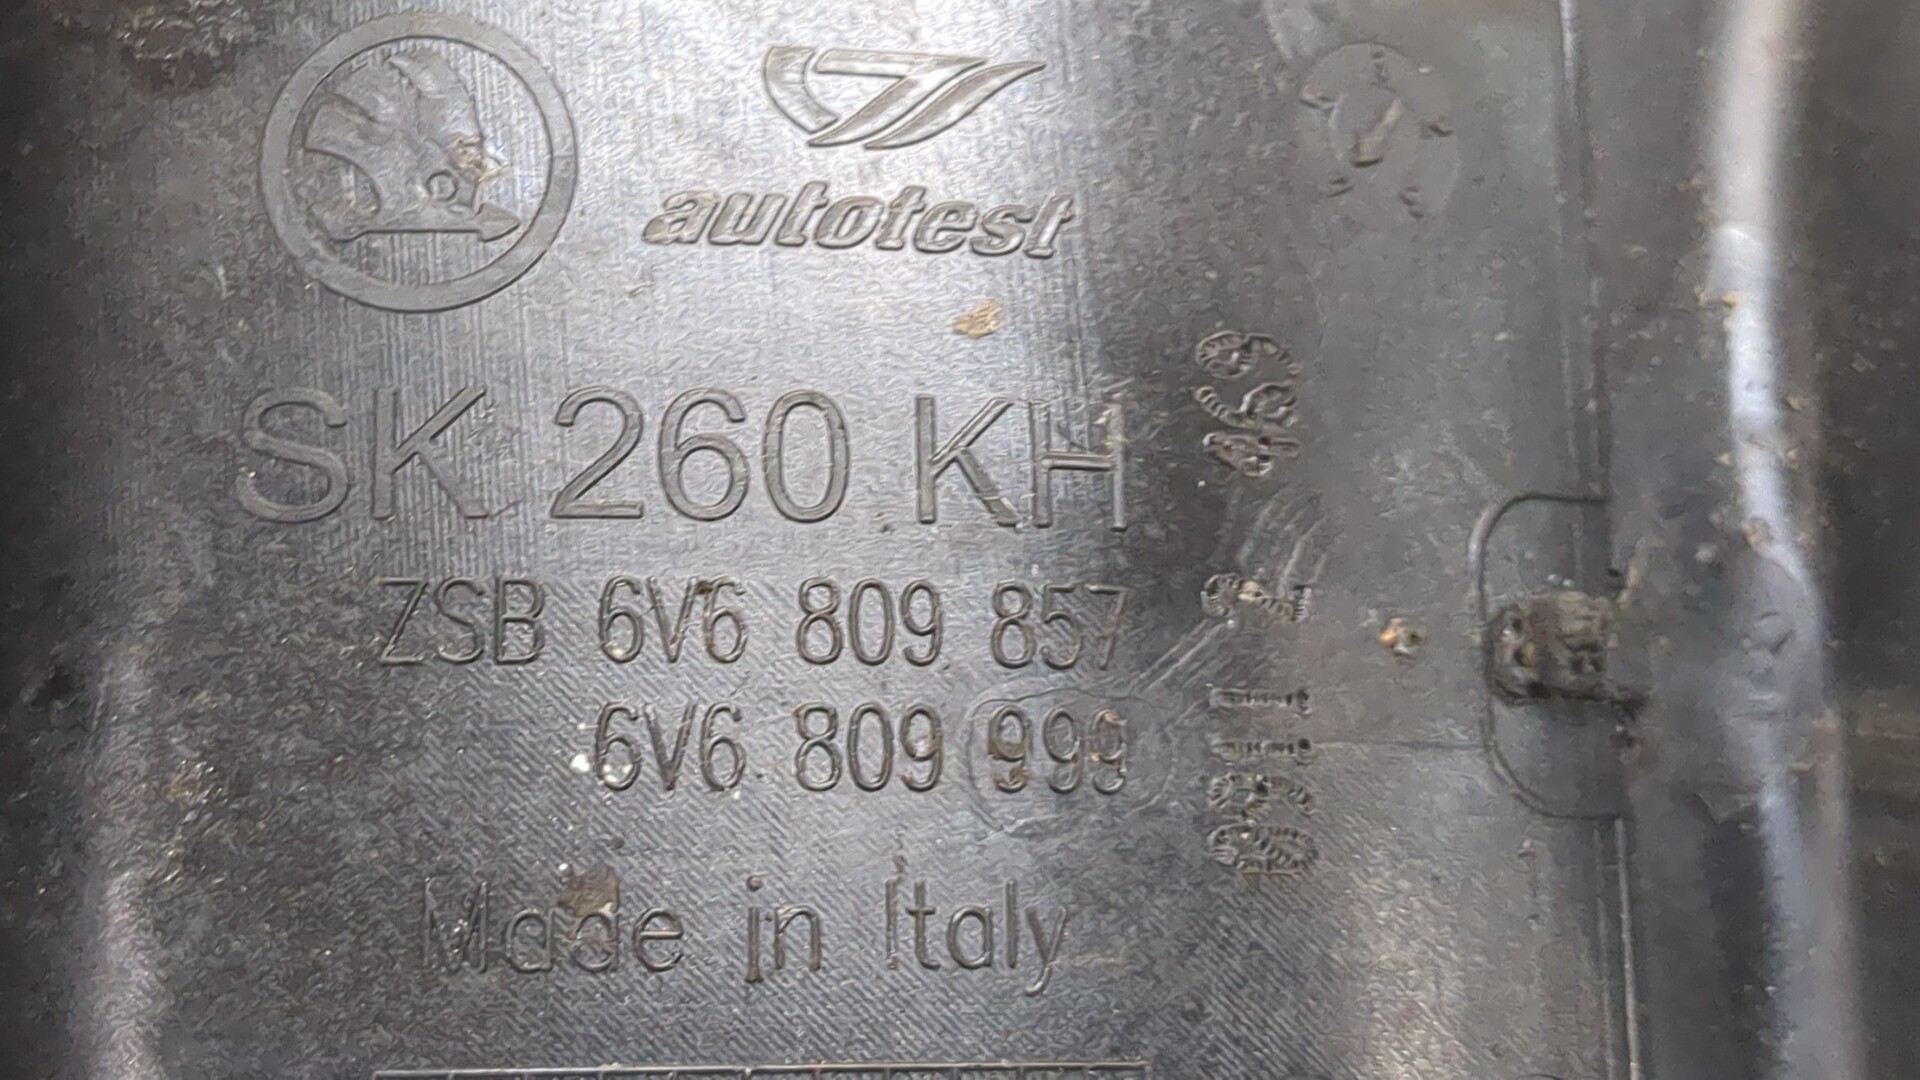 autotest
SK 260 KH
ZSB 6V6 809 857
6V6 809 999
Made in Italy